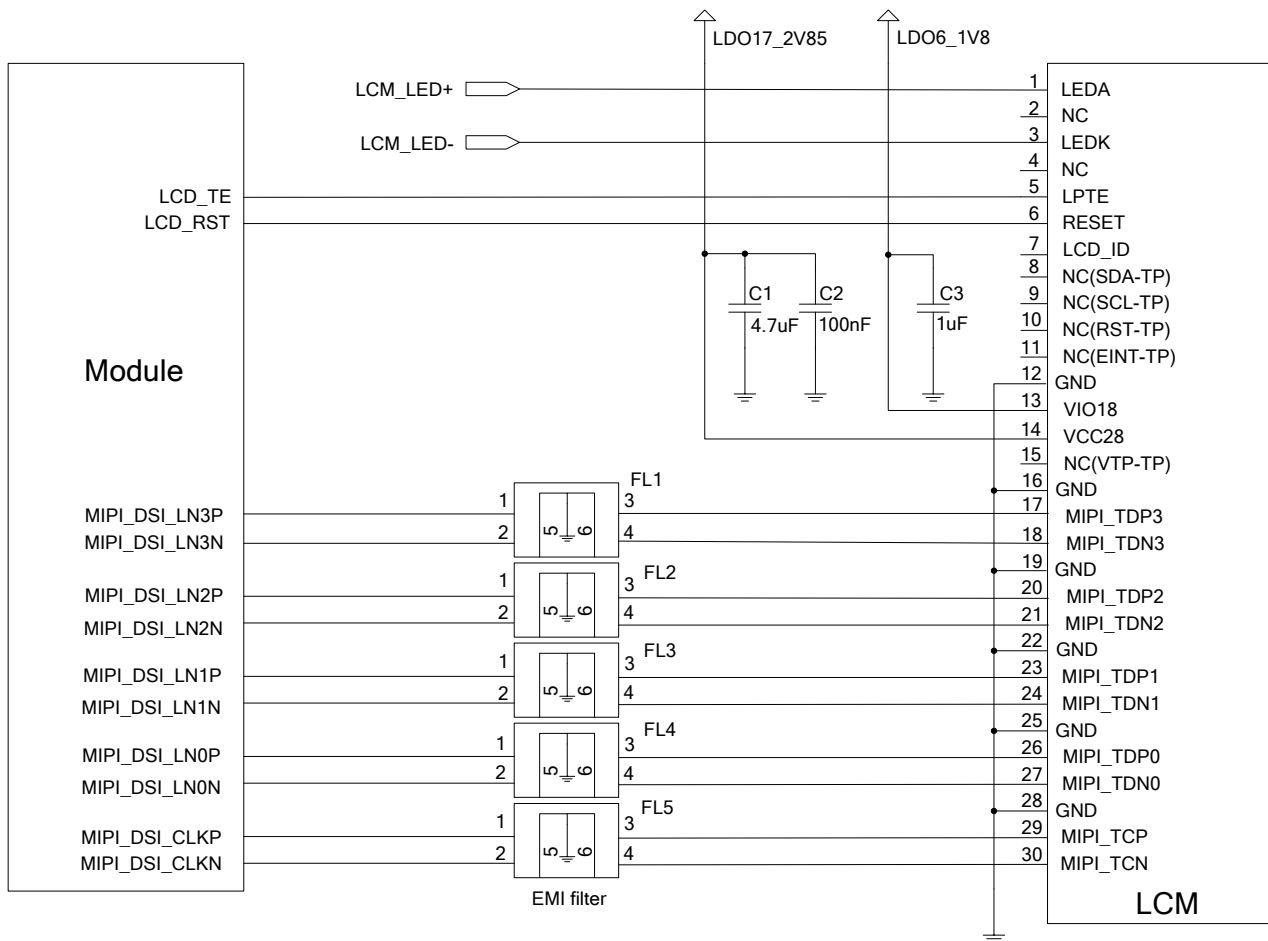 LDO17_2V85
LDO6_1V8
LCM_LED+
LCM_LED-
LCD_TE
LCD_RST
Module
MIPI_DSI_LN3P
MIPI_DSI_LN3N
MIPI_DSI_LN2P
MIPI_DSI_LN2N
MIPI_DSI_LN1P
MIPI_DSI_LN1N
MIPI_DSI_LN0P
MIPI_DSI_LN0N
MIPI_DSI_CLKP
MIPI_DSI_CLKN
C1
4.7uF
C2
100nF
C3
1uF
FL1
1 3
2 5 6 4
FL2
1 3
2 5 6 4
FL3
1 3
2 5 6 4
FL4
1 3
2 5 6 4
FL5
1 3
2 5 6 4
EMI filter
1 LEDA
2 NC
3 LEDK
4 NC
5 LPTE
6 RESET
7 LCD_ID
8 NC(SDA-TP)
9 NC(SCL-TP)
10 NC(RST-TP)
11 NC(EINT-TP)
12 GND
13 VIO18
14 VCC28
15 NC(VTP-TP)
16 GND
17 MIPI_TDP3
18 MIPI_TDN3
19 GND
20 MIPI_TDP2
21 MIPI_TDN2
22 GND
23 MIPI_TDP1
24 MIPI_TDN1
25 GND
26 MIPI_TDP0
27 MIPI_TDN0
28 GND
29 MIPI_TCP
30 MIPI_TCN
LCM